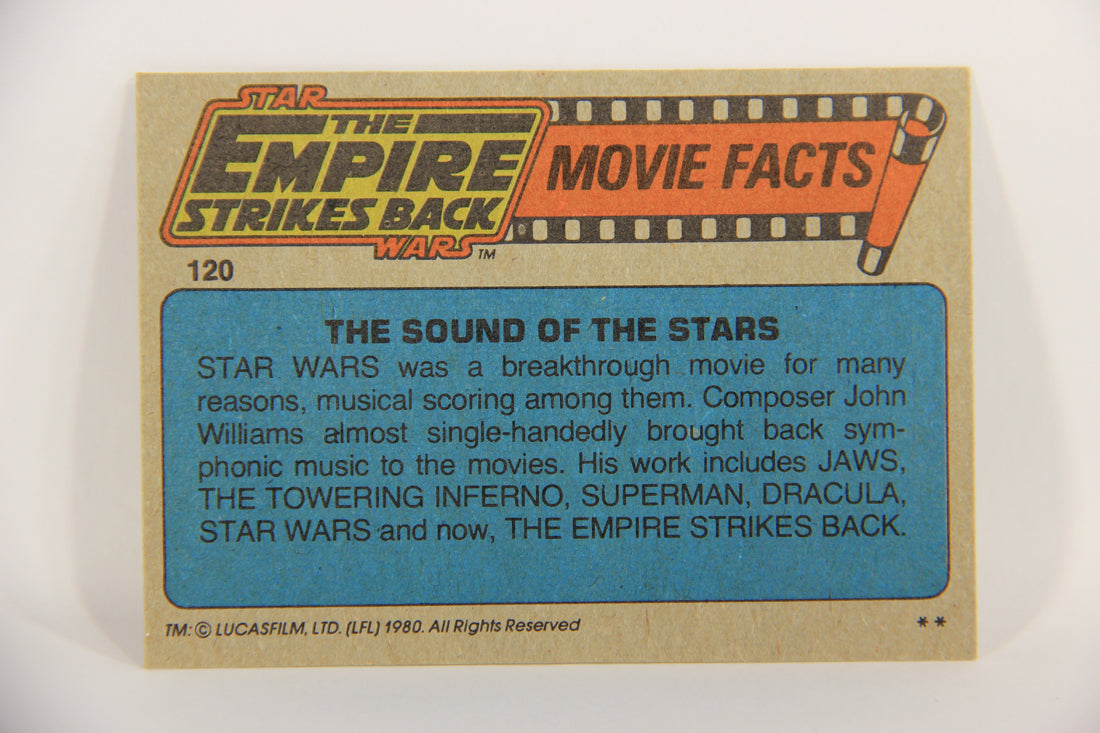 STAR
THE
EMPIRE
STRIKES BACK
WARS TM
MOVIE FACTS
120
THE SOUND OF THE STARS
STAR WARS was a breakthrough movie for many
reasons, musical scoring among them. Composer John
Williams almost single-handedly brought back sym-
phonic music to the movies. His work includes JAWS,
THE TOWERING INFERNO, SUPERMAN, DRACULA,
STAR WARS and now, THE EMPIRE STRIKES BACK.
TM: © LUCASFILM, LTD. (LFL) 1980. All Rights Reserved
**